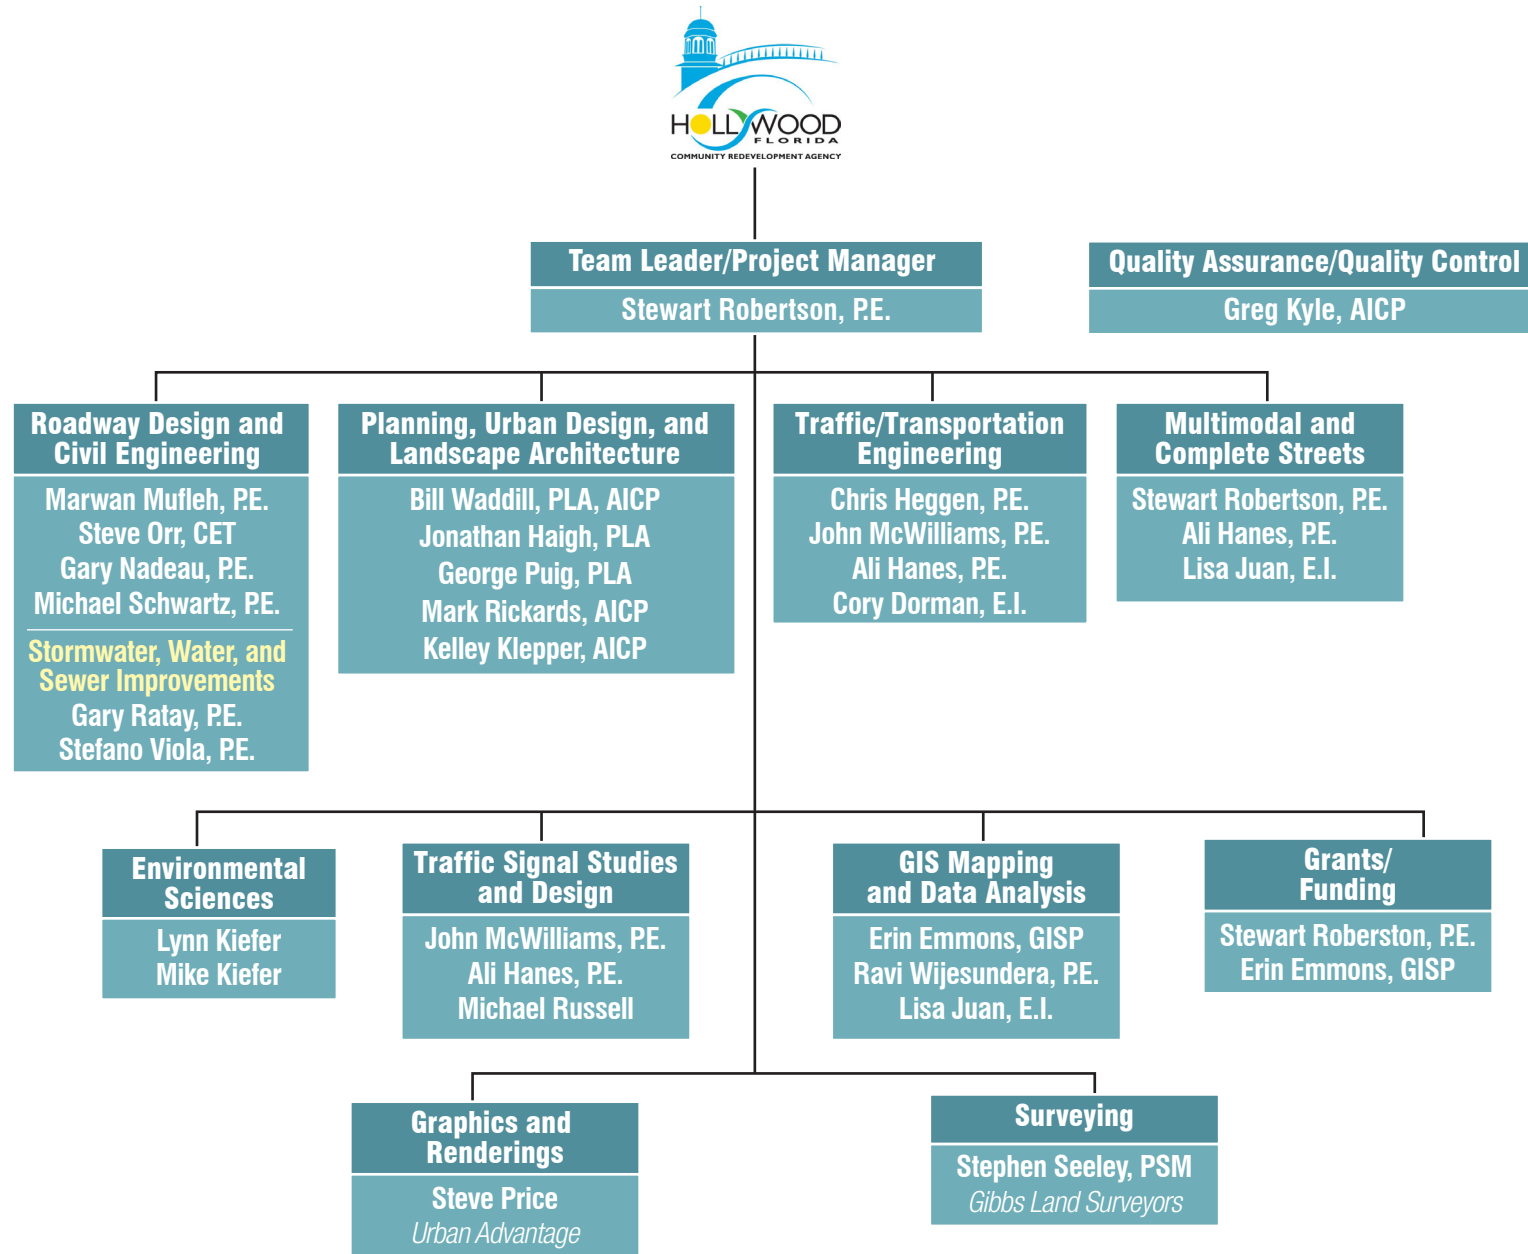 HOLLYWOOD
FLORIDA
COMMUNITY REDEVELOPMENT AGENCY
Team Leader/Project Manager
Stewart Robertson, P.E.
Quality Assurance/Quality Control
Greg Kyle, AICP
Roadway Design and
Civil Engineering
Marwan Mufleh, P.E.
Steve Orr, CET
Gary Nadeau, P.E.
Michael Schwartz, P.E.
Stormwater, Water, and
Sewer Improvements
Gary Ratay, P.E.
Stefano Viola, P.E.
Planning, Urban Design, and
Landscape Architecture
Bill Waddill, PLA, AICP
Jonathan Haigh, PLA
George Puig, PLA
Mark Rickards, AICP
Kelley Klepper, AICP
Traffic/Transportation
Engineering
Chris Heggen, P.E.
John McWilliams, P.E.
Ali Hanes, P.E.
Cory Dorman, E.I.
Multimodal and
Complete Streets
Stewart Robertson, P.E.
Ali Hanes, P.E.
Lisa Juan, E.I.
Environmental
Sciences
Lynn Kiefer
Mike Kiefer
Traffic Signal Studies
and Design
John McWilliams, P.E.
Ali Hanes, P.E.
Michael Russell
GIS Mapping
and Data Analysis
Erin Emmons, GISP
Ravi Wijesundera, P.E.
Lisa Juan, E.I.
Grants/
Funding
Stewart Roberston, P.E.
Erin Emmons, GISP
Graphics and
Renderings
Steve Price
Urban Advantage
Surveying
Stephen Seeley, PSM
Gibbs Land Surveyors